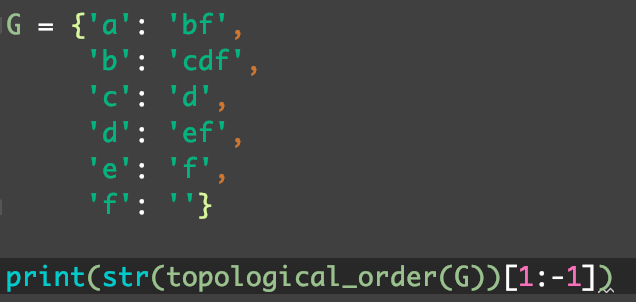 G = {'a': 'bf',
'b': 'cdf',
'c': 'd',
'd': 'ef',
'e': 'f',
'f': ''}
print(str(topological_order(G))[1:-1])